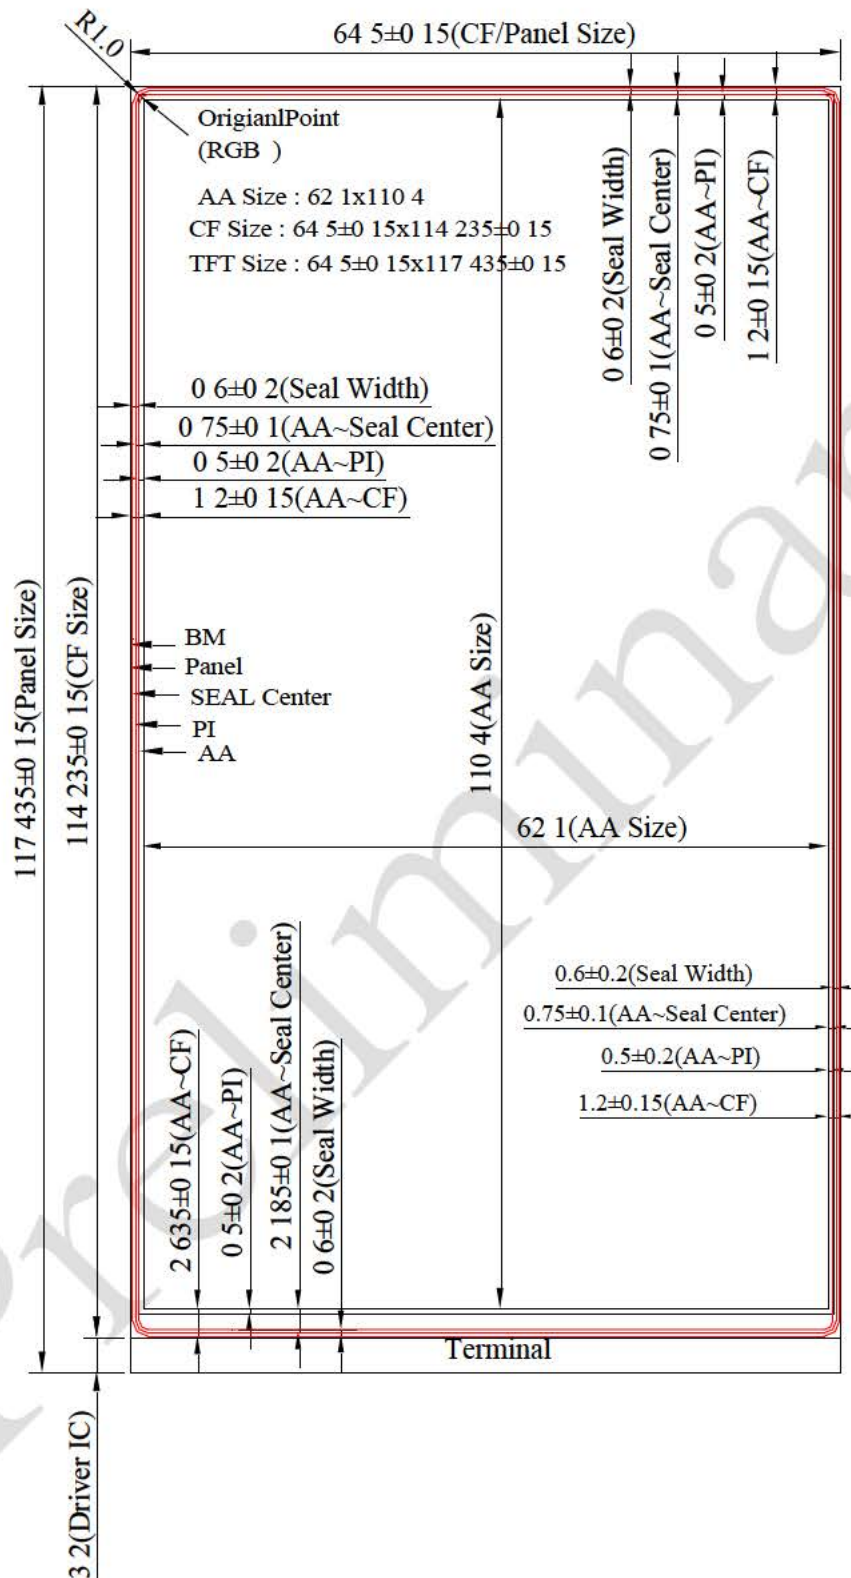 R1.0
64 5±0 15(CF/Panel Size)
OrigianlPoint
(RGB )
AA Size : 62 1x110 4
CF Size : 64 5±0 15x114 235±0 15
TFT Size : 64 5±0 15x117 435±0 15
0 6±0 2(Seal Width)
0 75±0 1(AA~Seal Center)
0 5±0 2(AA~PI)
1 2±0 15(AA~CF)
0 6±0 2(Seal Width)
0 75±0 1(AA~Seal Center)
0 5±0 2(AA~PI)
1 2±0 15(AA~CF)
117 435±0 15(Panel Size)
114 235±0 15(CF Size)
BM
Panel
SEAL Center
PI
AA
110 4(AA Size)
62 1(AA Size)
0.6±0.2(Seal Width)
0.75±0.1(AA~Seal Center)
0.5±0.2(AA~PI)
1.2±0.15(AA~CF)
2 635±0 15(AA~CF)
0 5±0 2(AA~PI)
2 185±0 1(AA~Seal Center)
0 6±0 2(Seal Width)
Terminal
3 2(Driver IC)
Preliminar